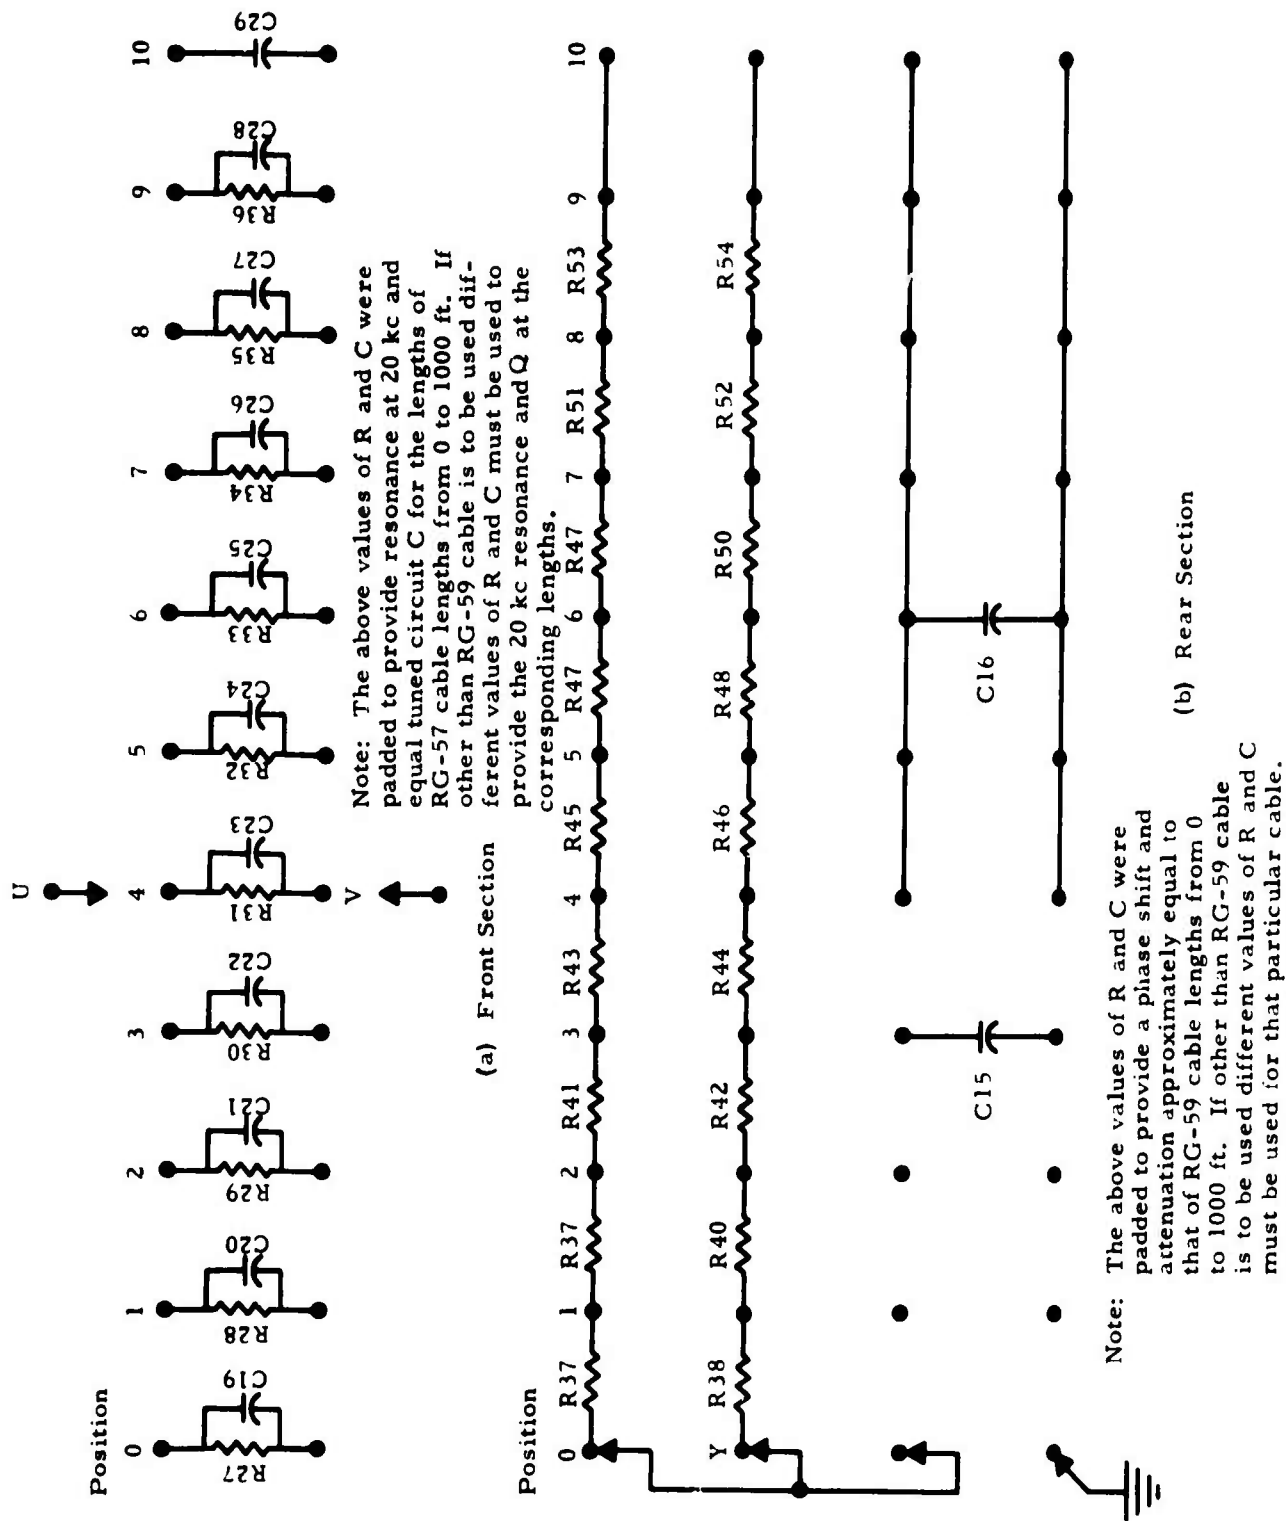 Position
0 1 2 3 4 5 6 7 8 9 10
U
R27 C19 R28 C20 R29 C21 R30 C22 R31 C23 R32 C24 R33 C25 R34 C26 R35 C27 R36 C28 C29
V
Note: The above values of R and C were
padded to provide resonance at 20 kc and
equal tuned circuit C for the lengths of
RG-57 cable lengths from 0 to 1000 ft. If
other than RG-59 cable is to be used dif-
ferent values of R and C must be used to
provide the 20 kc resonance and Q at the
corresponding lengths.
(a) Front Section
Position
R37 R37 R41 R43 R45 R47 R47 R51 R53
0 1 2 3 4 5 6 7 8 9 10
Y R38 R40 R42 R44 R46 R48 R50 R52 R54
C15 C16
(b) Rear Section
Note: The above values of R and C were
padded to provide a phase shift and
attenuation approximately equal to
that of RG-59 cable lengths from 0
to 1000 ft. If other than RG-59 cable
is to be used different values of R and C
must be used for that particular cable.